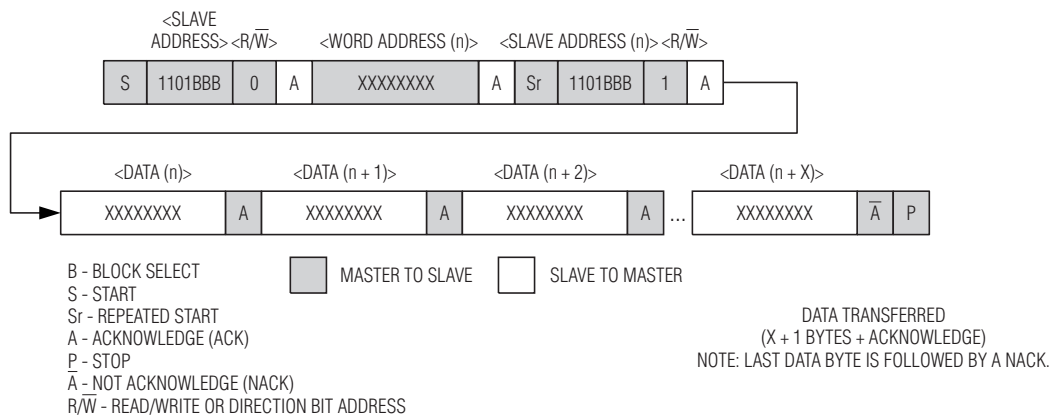 <SLAVE
ADDRESS> <R/W̅> <WORD ADDRESS (n)> <SLAVE ADDRESS (n)> <R/W̅>
S 1101BBB 0 A XXXXXXXX A Sr 1101BBB 1 A
<DATA (n)> <DATA (n + 1)> <DATA (n + 2)> <DATA (n + X)>
XXXXXXXX A XXXXXXXX A XXXXXXXX A ... XXXXXXXX A̅ P
B - BLOCK SELECT
S - START
Sr - REPEATED START
A - ACKNOWLEDGE (ACK)
P - STOP
A̅ - NOT ACKNOWLEDGE (NACK)
R/W̅ - READ/WRITE OR DIRECTION BIT ADDRESS
MASTER TO SLAVE SLAVE TO MASTER
DATA TRANSFERRED
(X + 1 BYTES + ACKNOWLEDGE)
NOTE: LAST DATA BYTE IS FOLLOWED BY A NACK.